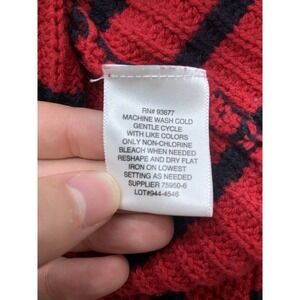 RN# 93677
MACHINE WASH COLD
GENTLE CYCLE
WITH LIKE COLORS
ONLY NON-CHLORINE
BLEACH WHEN NEEDED
RESHAPE AND DRY FLAT
IRON ON LOWEST
SETTING AS NEEDED
SUPPLIER 75950-6
LOT#944-4546